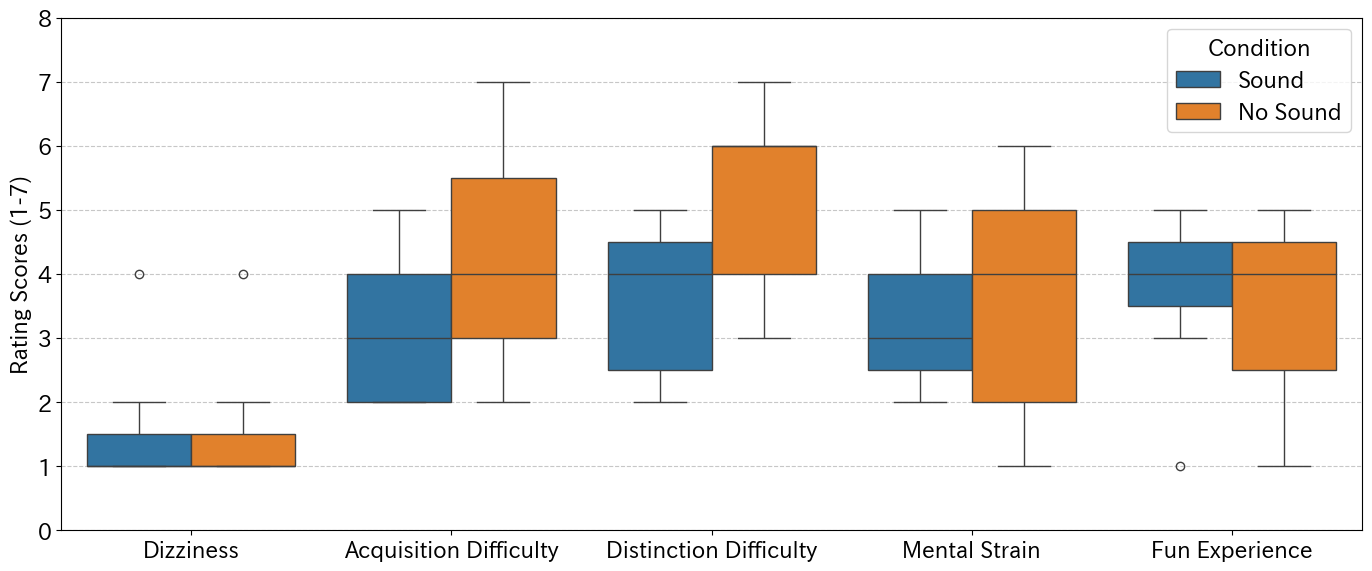 Condition
Sound
No Sound
Rating Scores (1-7)
8
7
6
5
4
3
2
1
0
Dizziness
Acquisition Difficulty
Distinction Difficulty
Mental Strain
Fun Experience